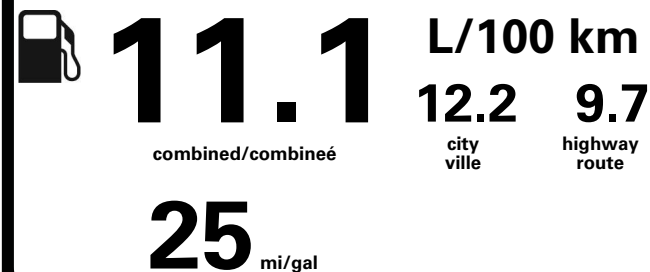 11.1 L/100 km
12.2 9.7
combined/combineé
city highway
ville route
25 mi/gal